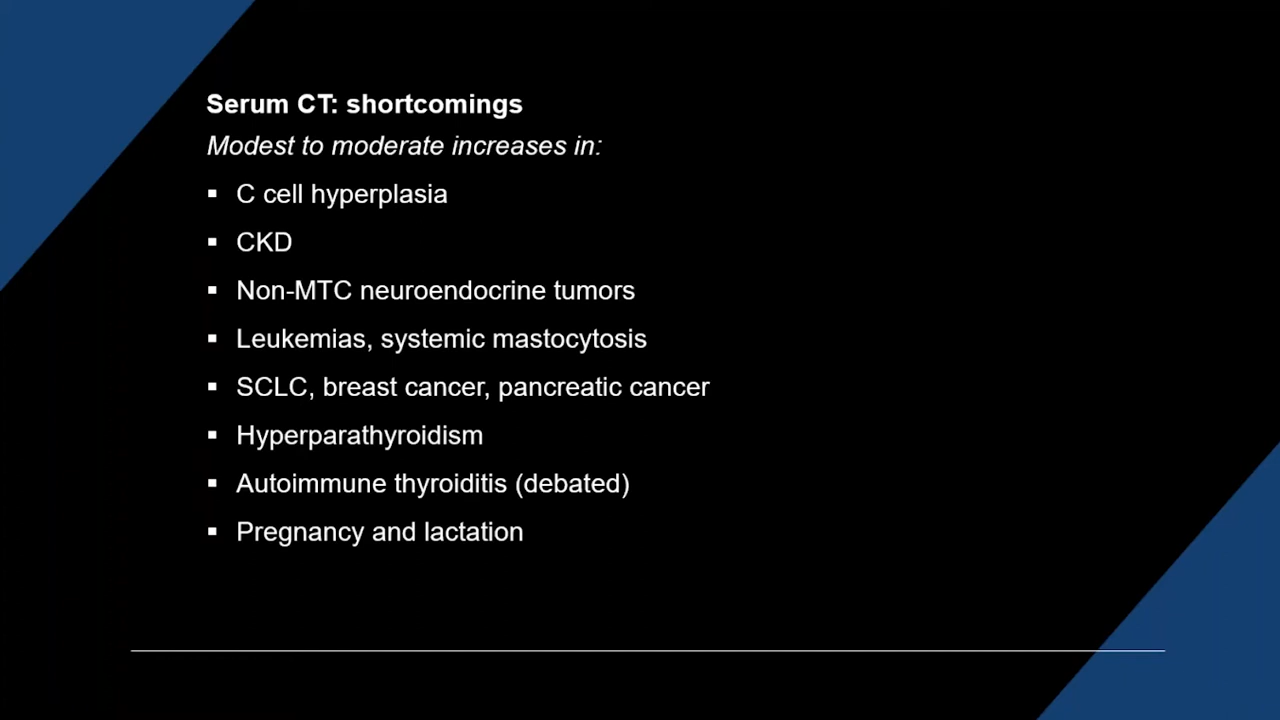 Serum CT: shortcomings
Modest to moderate increases in:
▪ C cell hyperplasia
▪ CKD
▪ Non-MTC neuroendocrine tumors
▪ Leukemias, systemic mastocytosis
▪ SCLC, breast cancer, pancreatic cancer
▪ Hyperparathyroidism
▪ Autoimmune thyroiditis (debated)
▪ Pregnancy and lactation